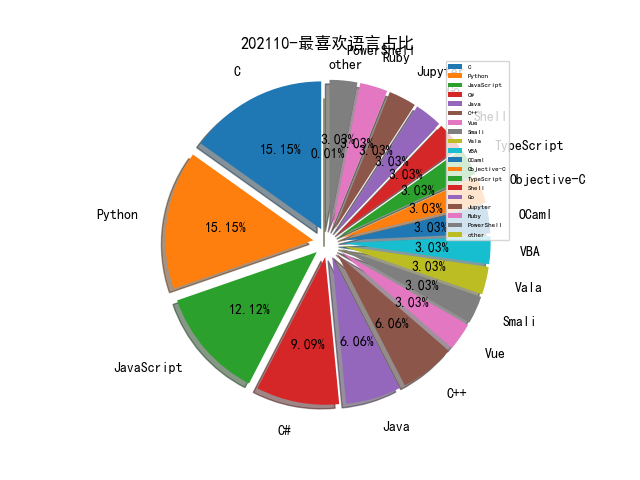 202110-最喜欢语言占比
C
Python
JavaScript
C#
Java
C++
Vue
Smali
Vala
VBA
OCaml
Objective-C
TypeScript
Shell
Jupyter
Ruby
PowerShell
other
15.15%
15.15%
12.12%
9.09%
6.06%
6.06%
3.03%
3.03%
3.03%
3.03%
3.03%
3.03%
3.03%
3.03%
3.03%
3.03%
3.03%
3.03%
0.01%
C
Python
JavaScript
C#
Java
C++
Vue
Smali
Vala
VBA
OCaml
Objective-C
TypeScript
Shell
Go
Jupyter
Ruby
PowerShell
other